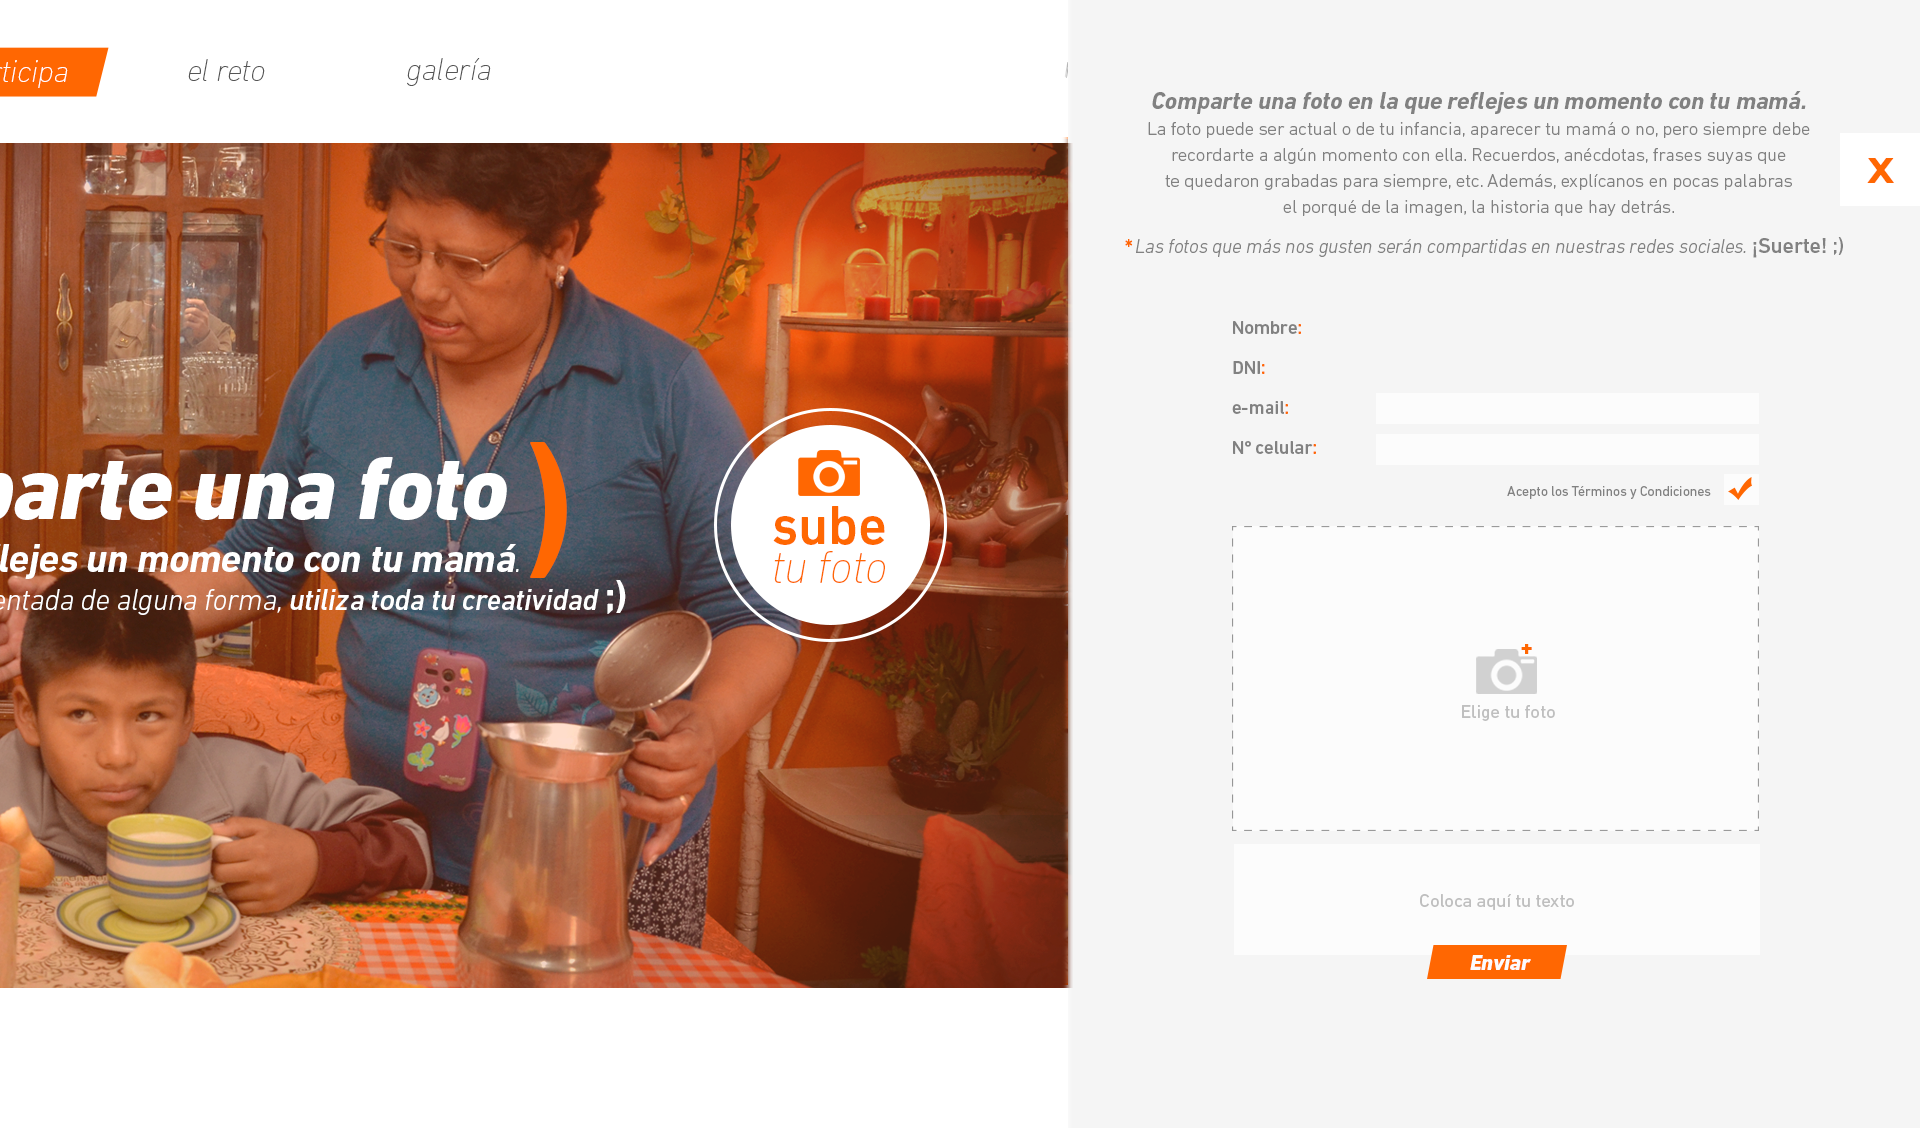 ticipa
el reto
galería
parte una foto )
lejes un momento con tu mamá.
entada de alguna forma, utiliza toda tu creatividad ;)
sube
tu foto
Comparte una foto en la que reflejes un momento con tu mamá.
La foto puede ser actual o de tu infancia, aparecer tu mamá o no, pero siempre debe
recordarte a algún momento con ella. Recuerdos, anécdotas, frases suyas que
te quedaron grabadas para siempre, etc. Además, explícanos en pocas palabras
el porqué de la imagen, la historia que hay detrás.
*Las fotos que más nos gusten serán compartidas en nuestras redes sociales. ¡Suerte! ;)
X
Nombre:
DNI:
e-mail:
Nº celular:
Acepto los Términos y Condiciones
Elige tu foto
Coloca aquí tu texto
Enviar